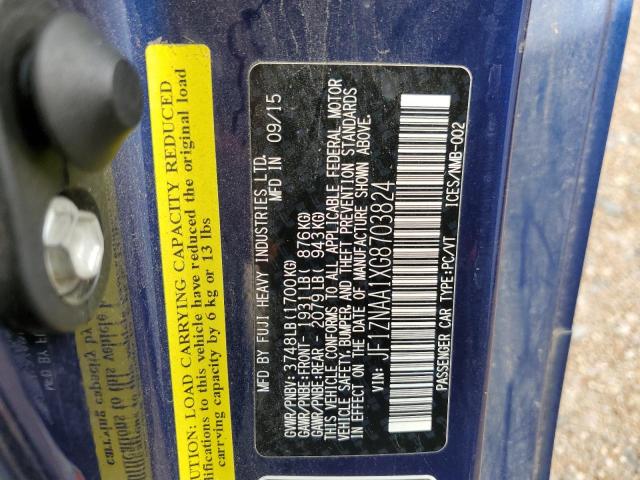 CAUTION: LOAD CARRYING CAPACITY REDUCED
difications to this vehicle have reduced the original load
carrying capacity by 6 kg or 13 lbs
MFD BY FUJI HEAVY INDUSTRIES LTD.
MFD IN 09/15
GVWR/PNBV: 3748LB(1700KG)
GAWR/PNBE:FRONT- 1931LB( 876KG)
GAWR/PNBE:REAR - 2079LB( 943KG)
THIS VEHICLE CONFORMS TO ALL APPLICABLE FEDERAL MOTOR
VEHICLE SAFETY, BUMPER, AND THEFT PREVENTION STANDARDS
IN EFFECT ON DATE OF MANUFACTURE SHOWN ABOVE.
VIN: JF1ZNAA1XG8703824
PASSENGER CAR TYPE:PC/VT ICES/NMB-002